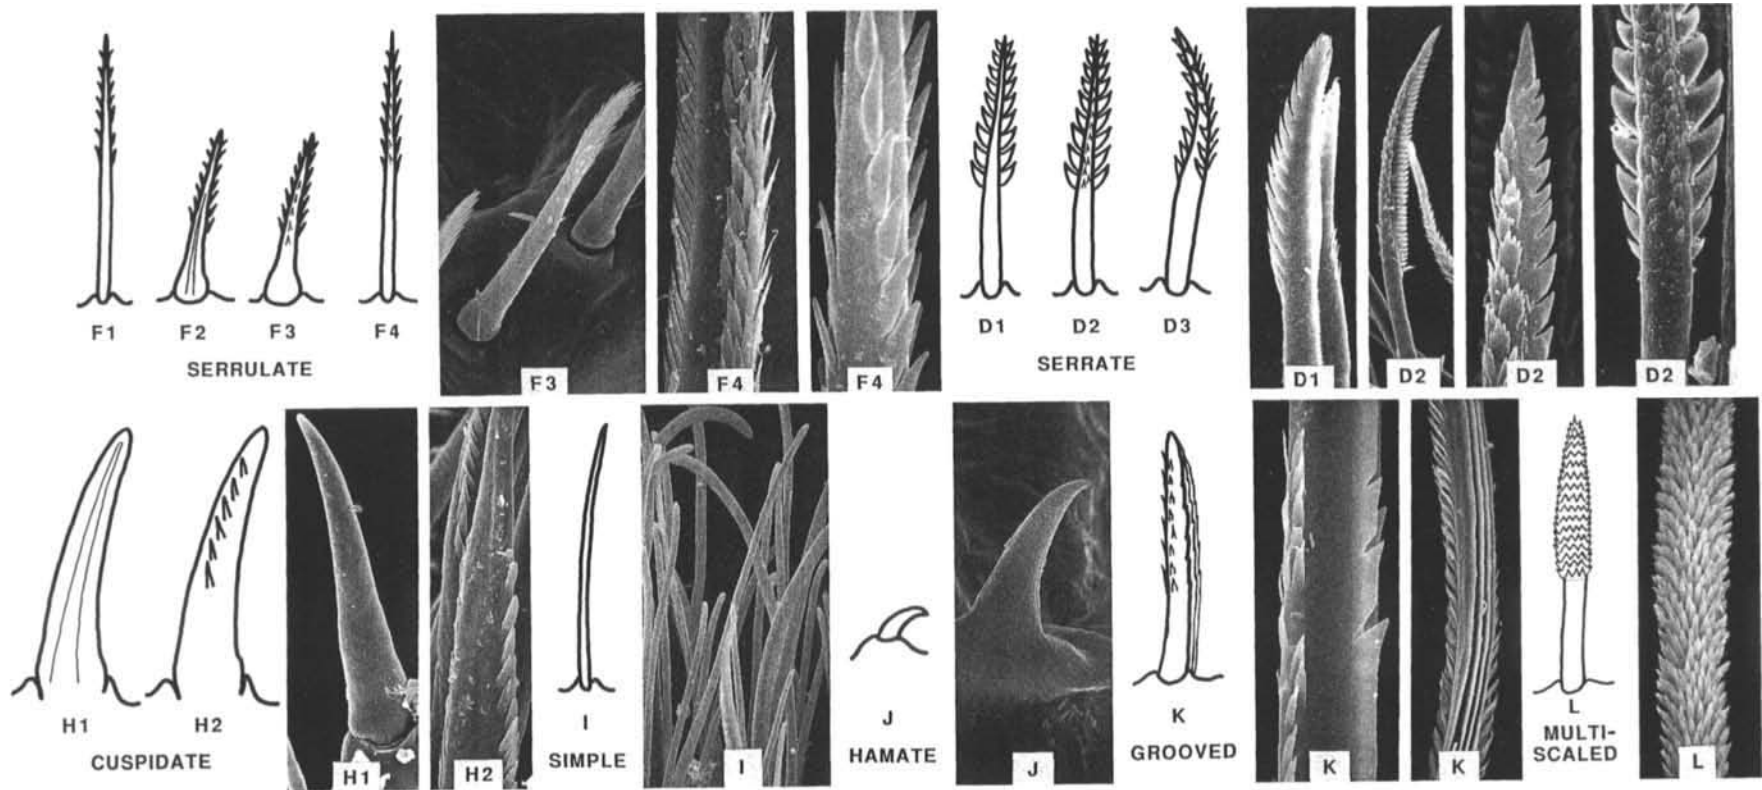 F1 F2 F3 F4
SERRULATE
F3
F4
F4
D1 D2 D3
SERRATE
D1
D2
D2
D2
H1 H2
CUSPIDATE
H1
H2
I
SIMPLE
I
J
HAMATE
J
K
GROOVED
K
K
L
MULTI-
SCALED
L